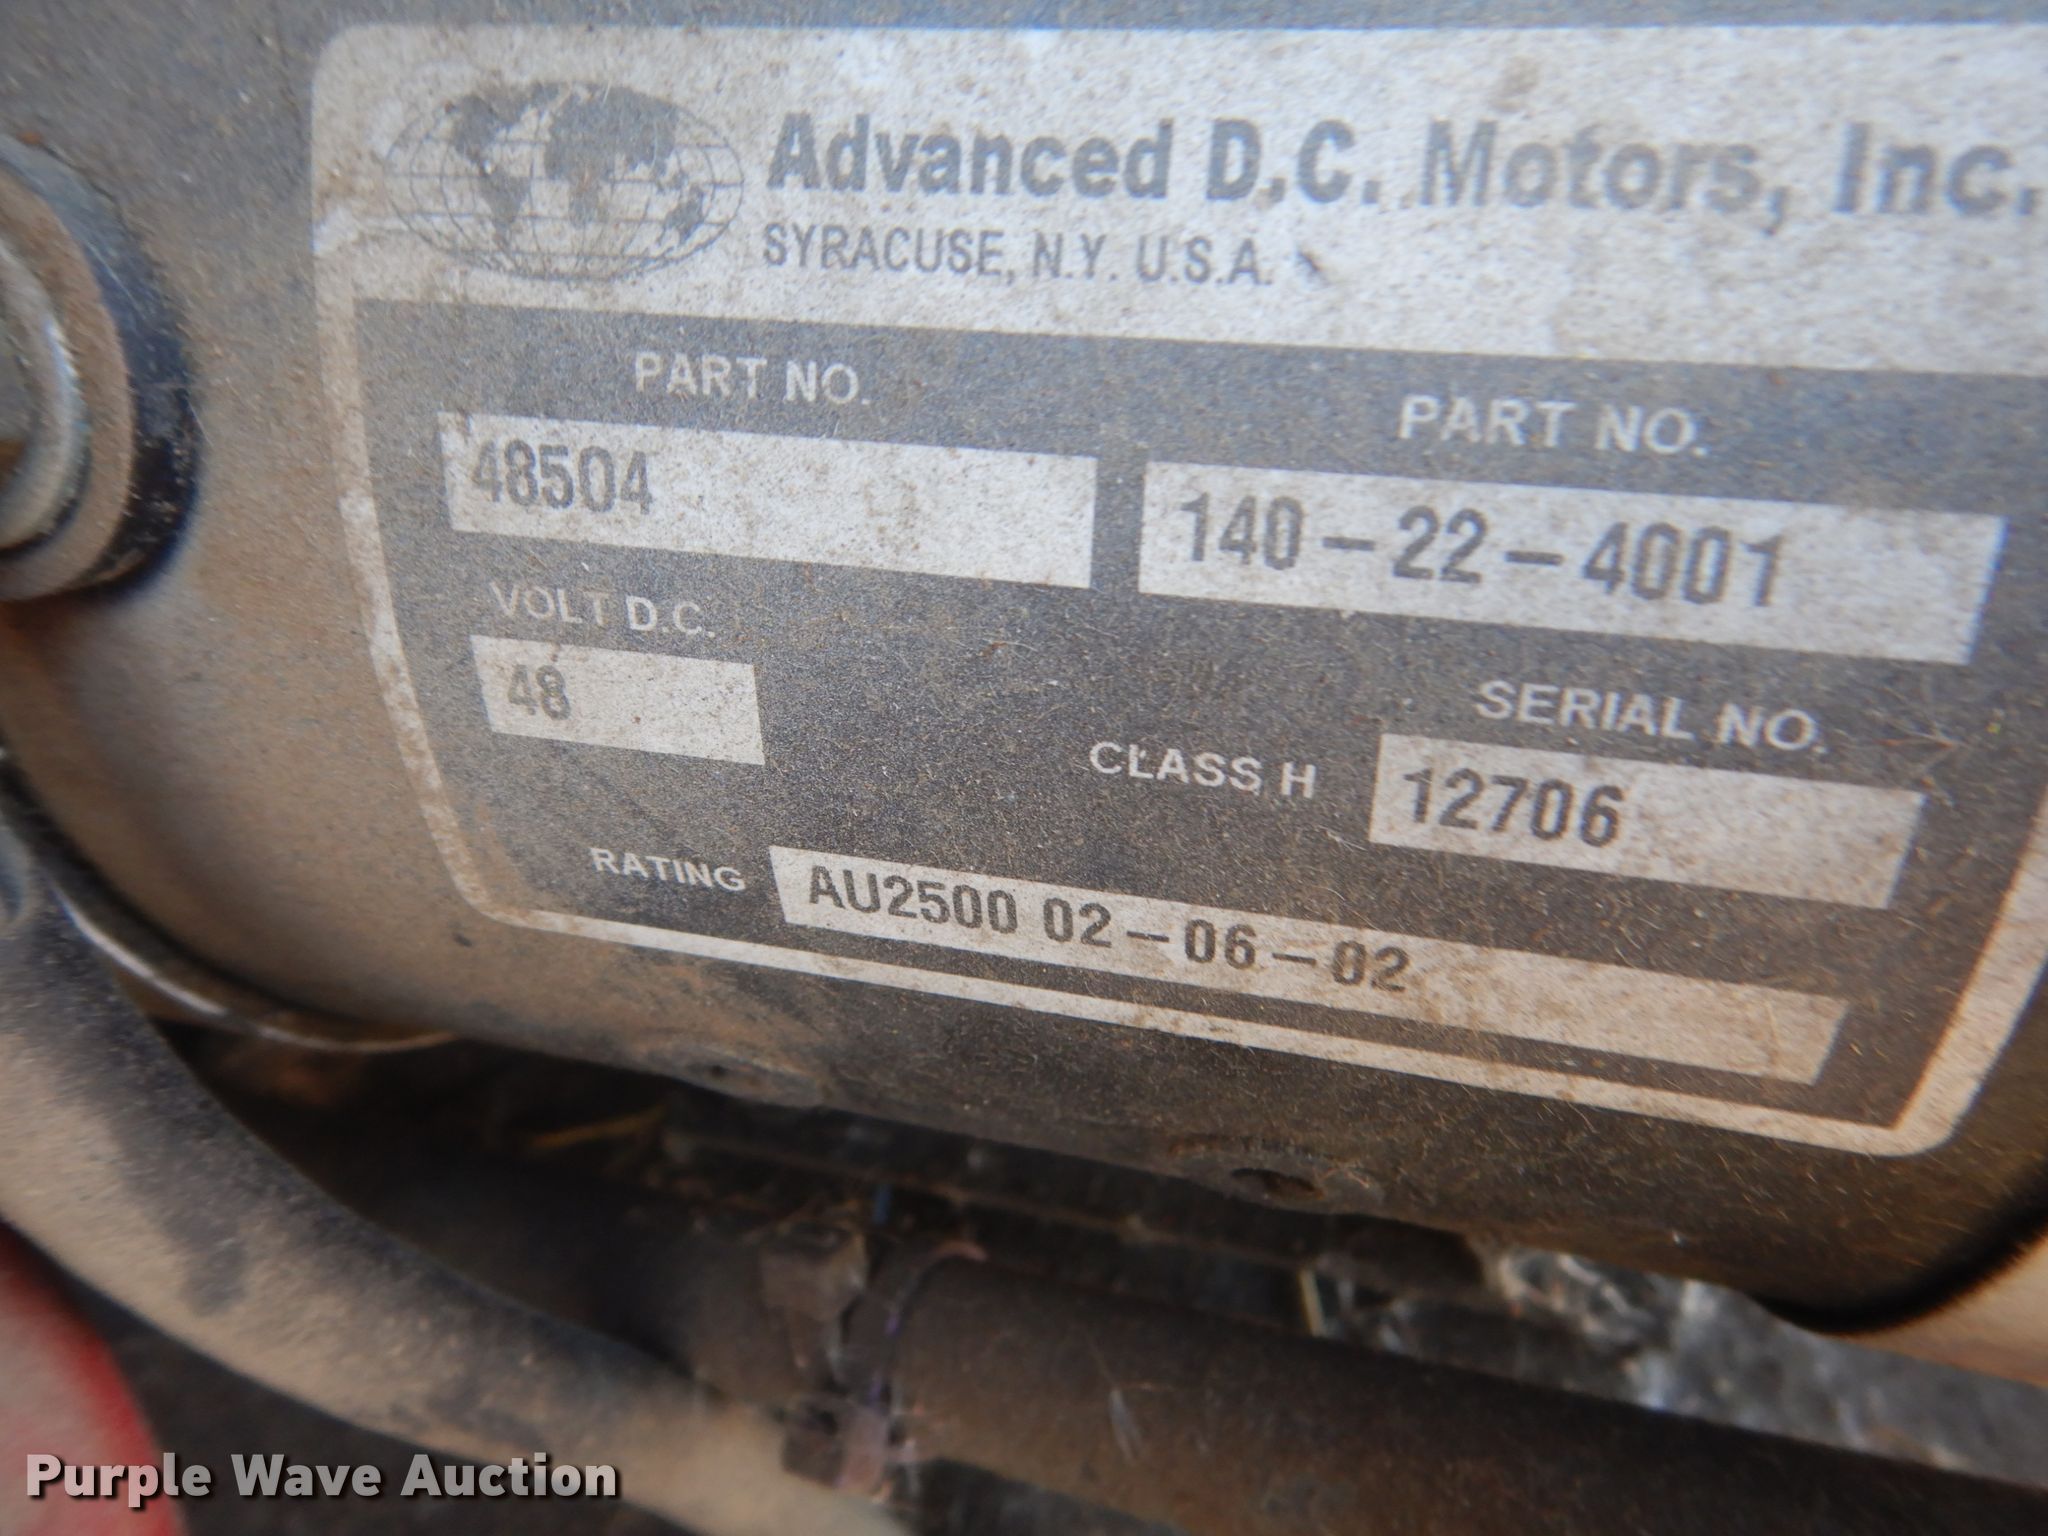 Advanced D.C. Motors, Inc.
SYRACUSE, N.Y. U.S.A.
PART NO. PART NO.
48504 140-22-4001
VOLT D.C. SERIAL NO.
48 CLASS H 12706
RATING AU2500 02-06-02
Purple Wave Auction